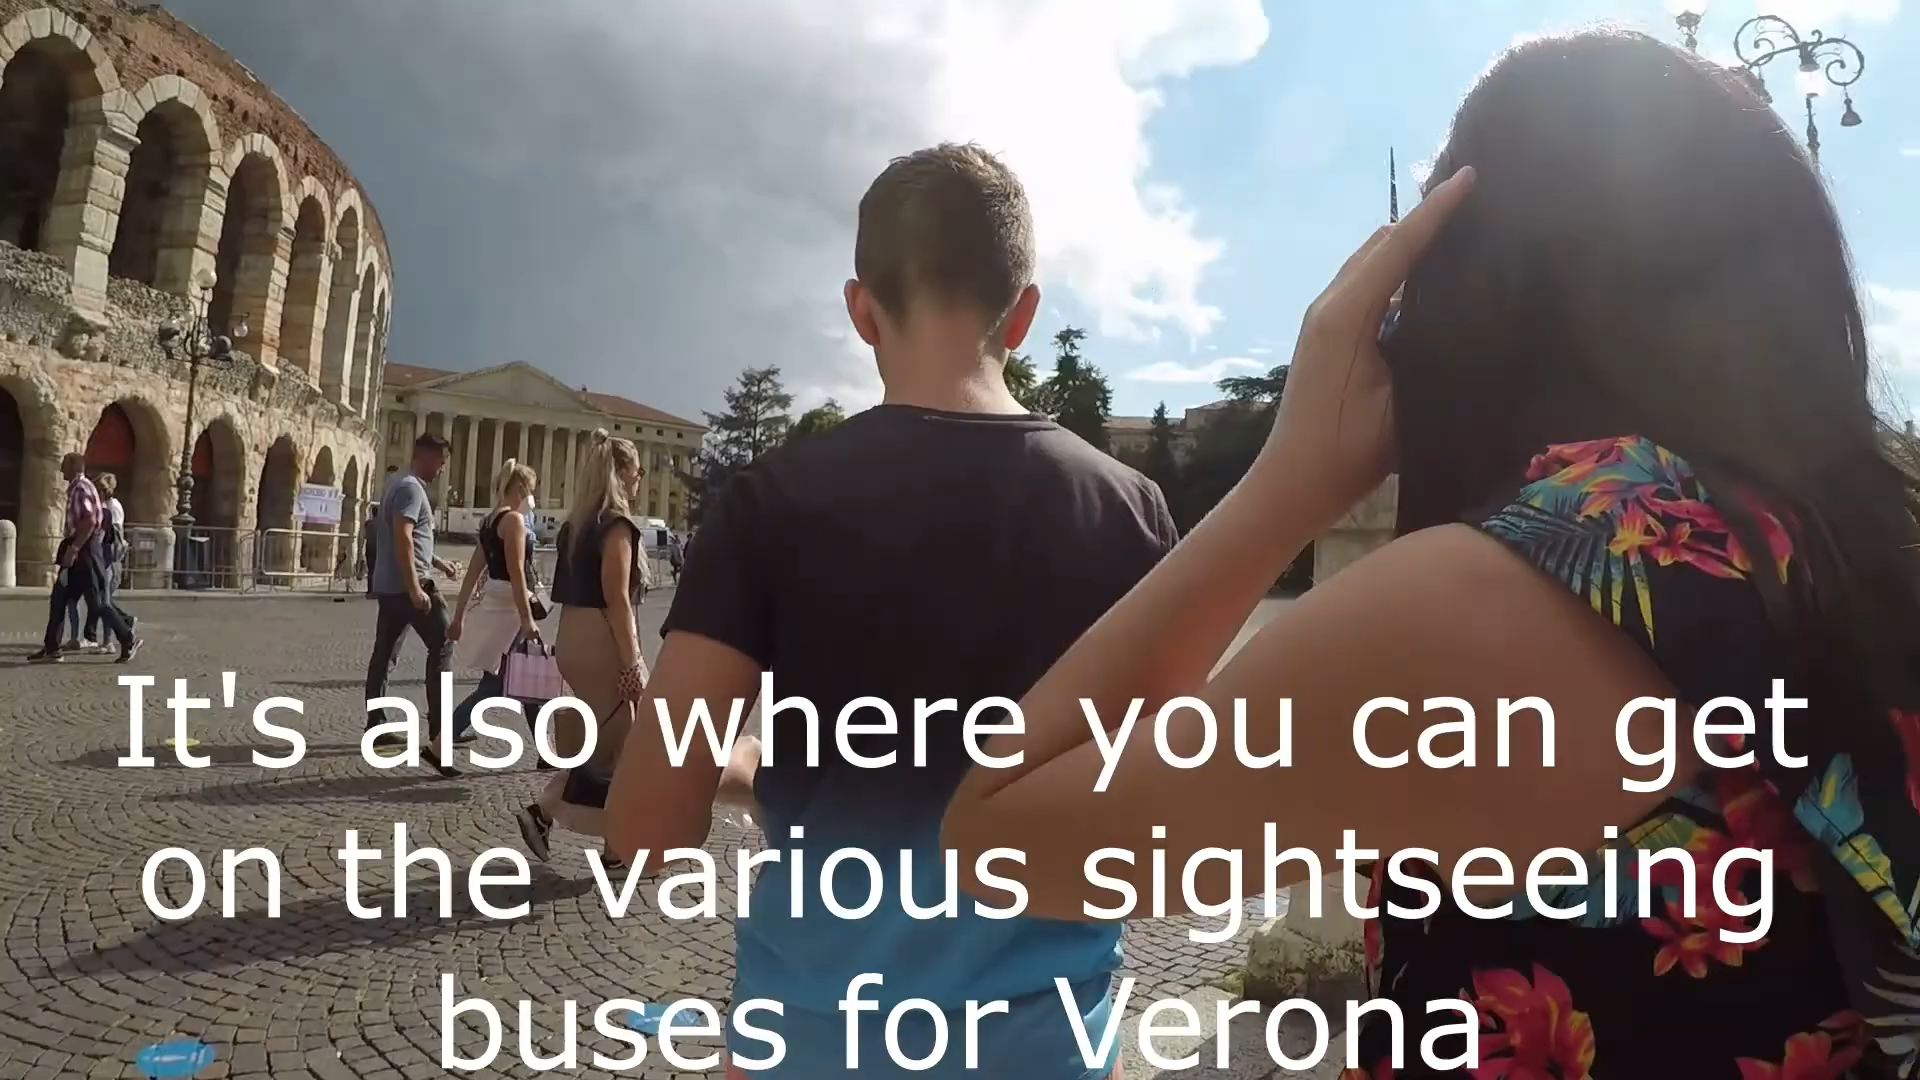 It's also where you can get
on the various sightseeing
buses for Verona